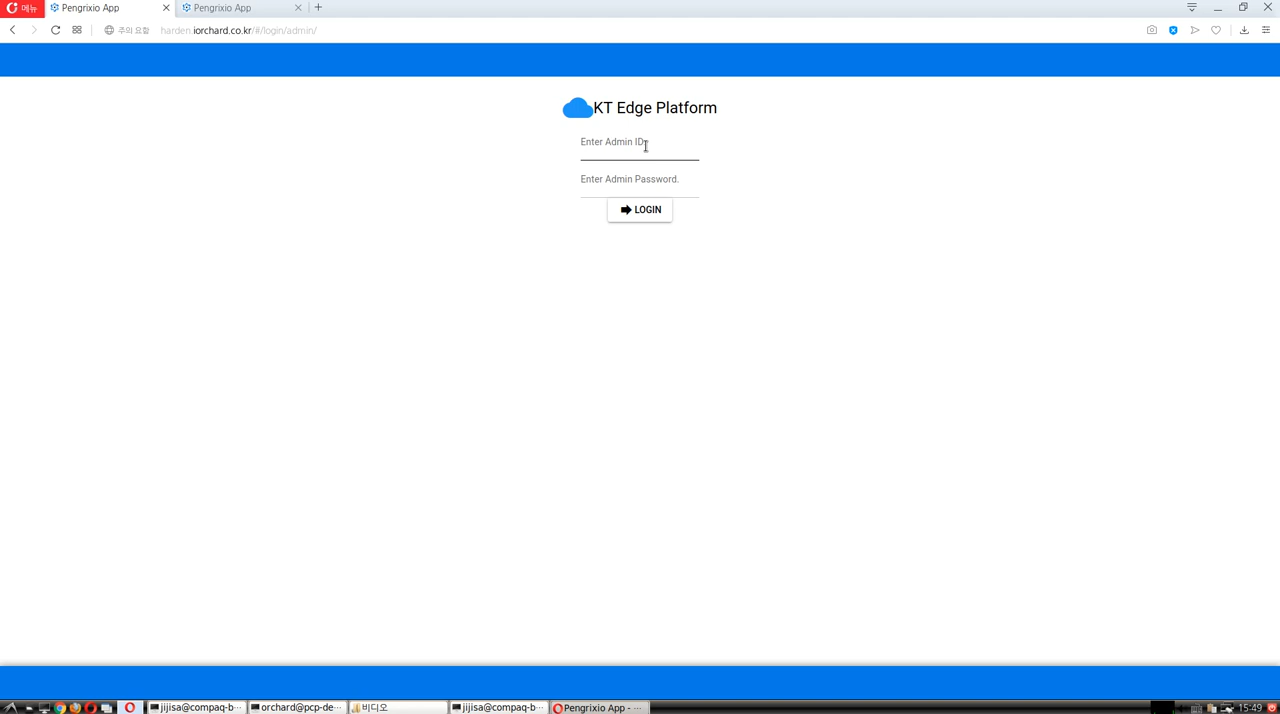 메뉴
Pengrixio App
Pengrixio App
주의 요함
harden.iorchard.co.kr/#/login/admin/
KT Edge Platform
Enter Admin ID.
Enter Admin Password.
LOGIN
jijisa@compaq-b···
orchard@pcp-de···
비디오
jijisa@compaq-b···
Pengrixio App - ···
15:49